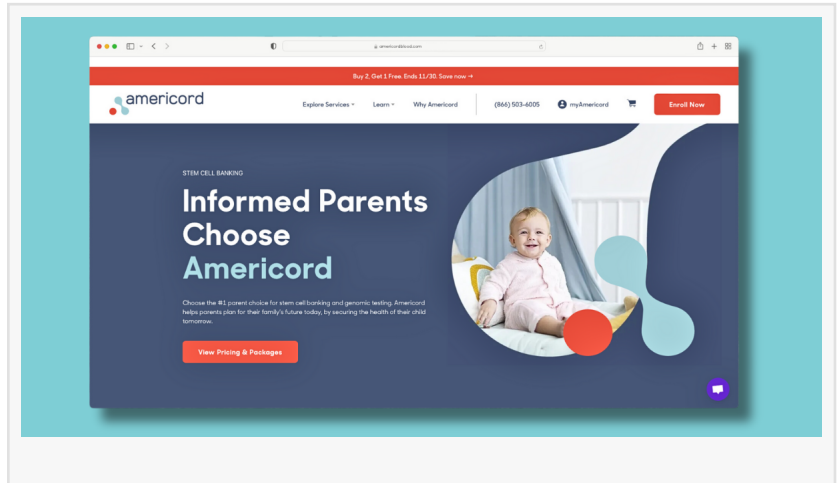 americordblood.com
Buy 2, Get 1 Free. Ends 11/30. Save now →
americord
Explore Services
Learn
Why Americord
(866) 503-6005
myAmericord
Enroll Now
STEM CELL BANKING
Informed Parents
Choose
Americord
Choose the #1 parent choice for stem cell banking and genomic testing. Americord
helps parents plan for their family's future today, by securing the health of their child
tomorrow.
View Pricing & Packages